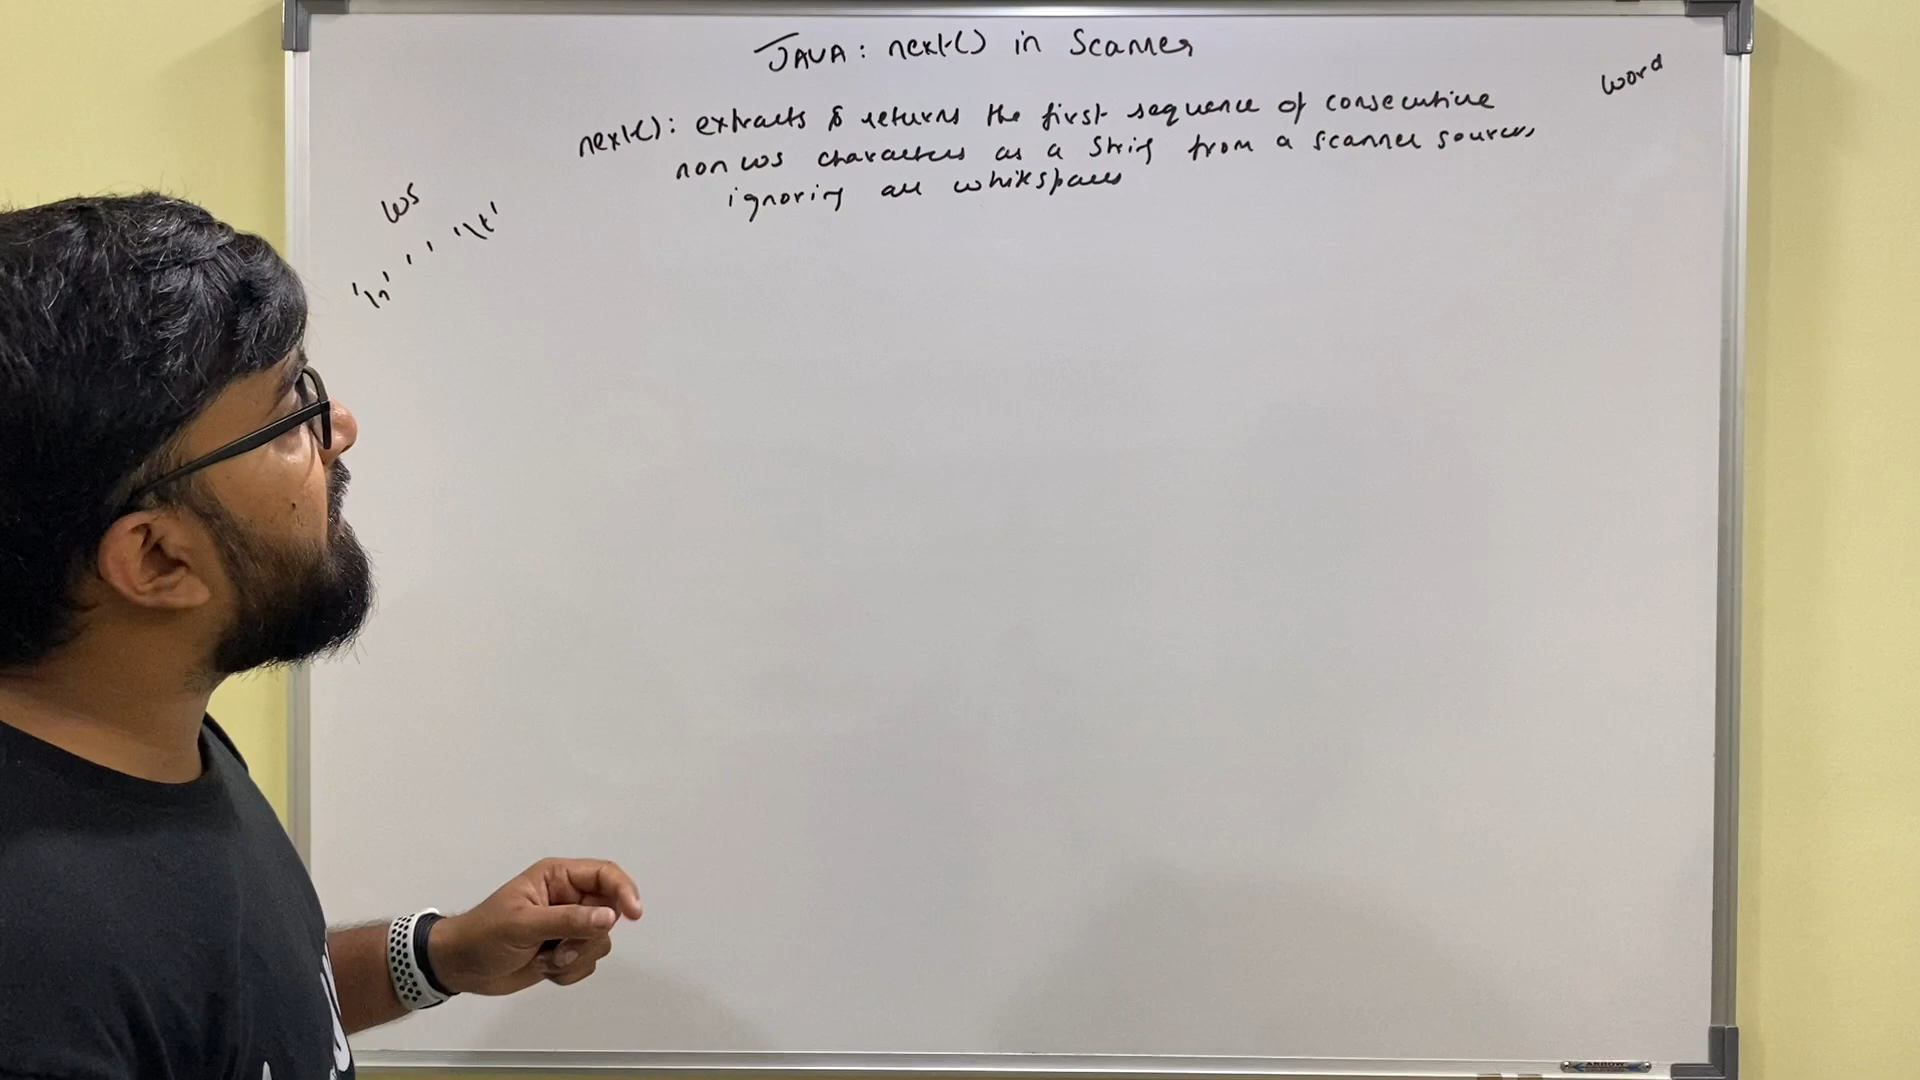 JAVA: next() in Scanner
word
next(): extracts & returns the first sequence of consecutive
non ws characters as a String from a scanner source,
ignoring all whitespaces
ws
'\n' ' ' '\t'
ARROW